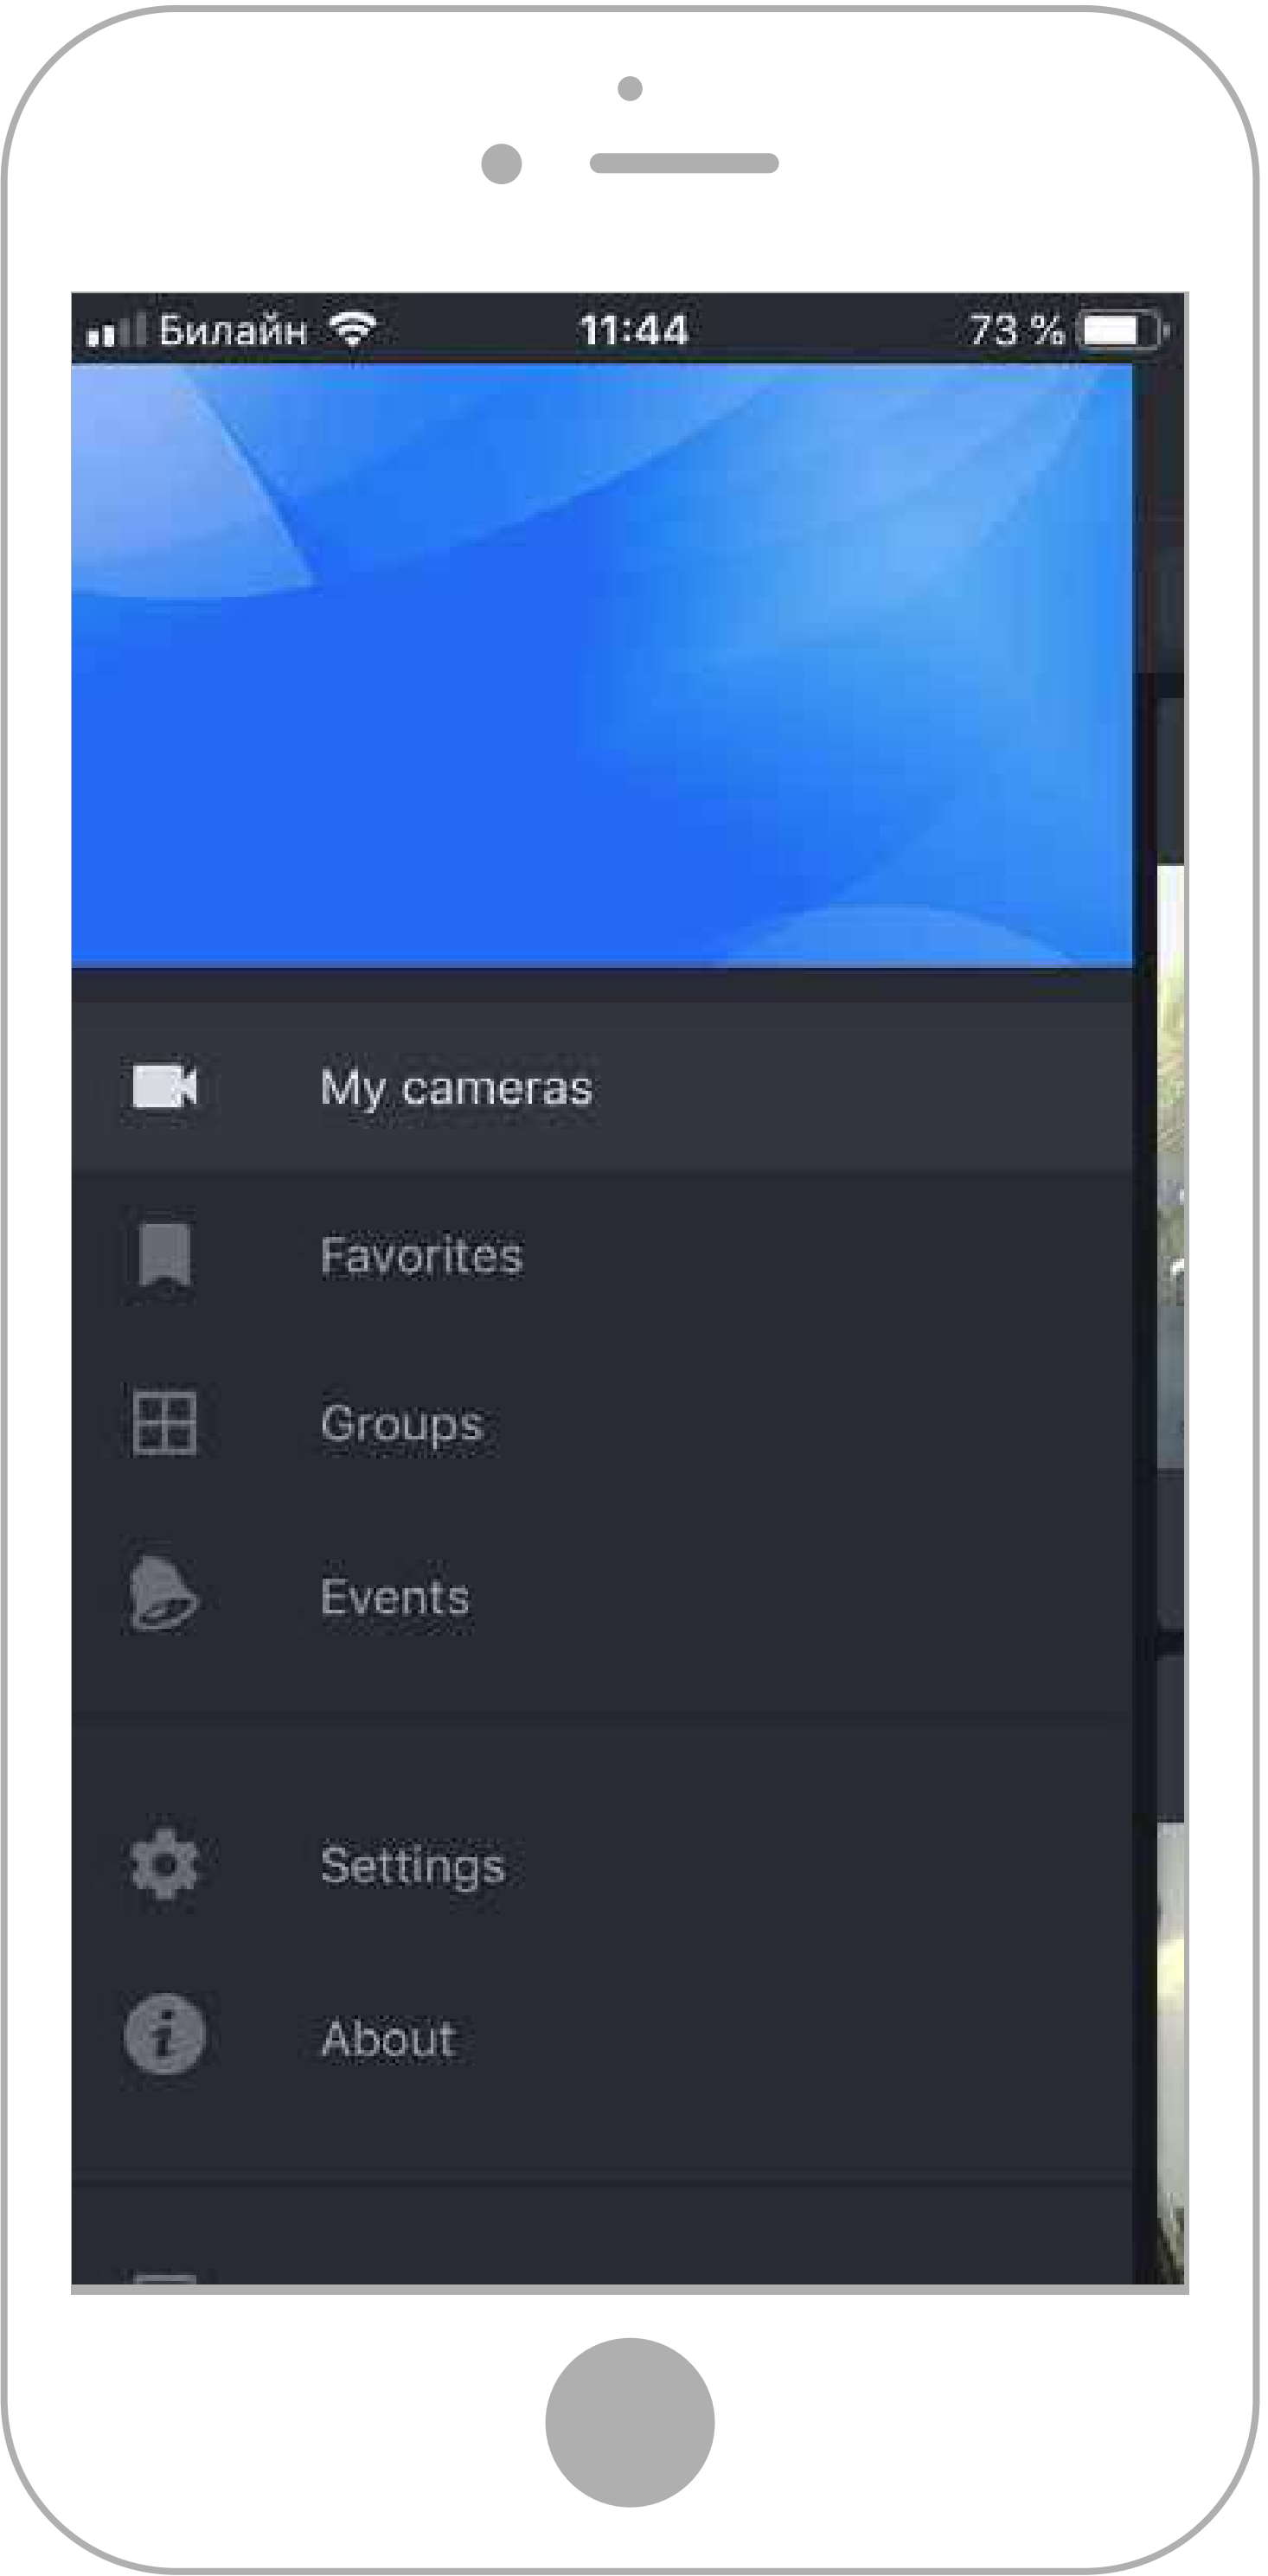 Билайн 11:44 73 %
My cameras
Favorites
Groups
Events
Settings
About